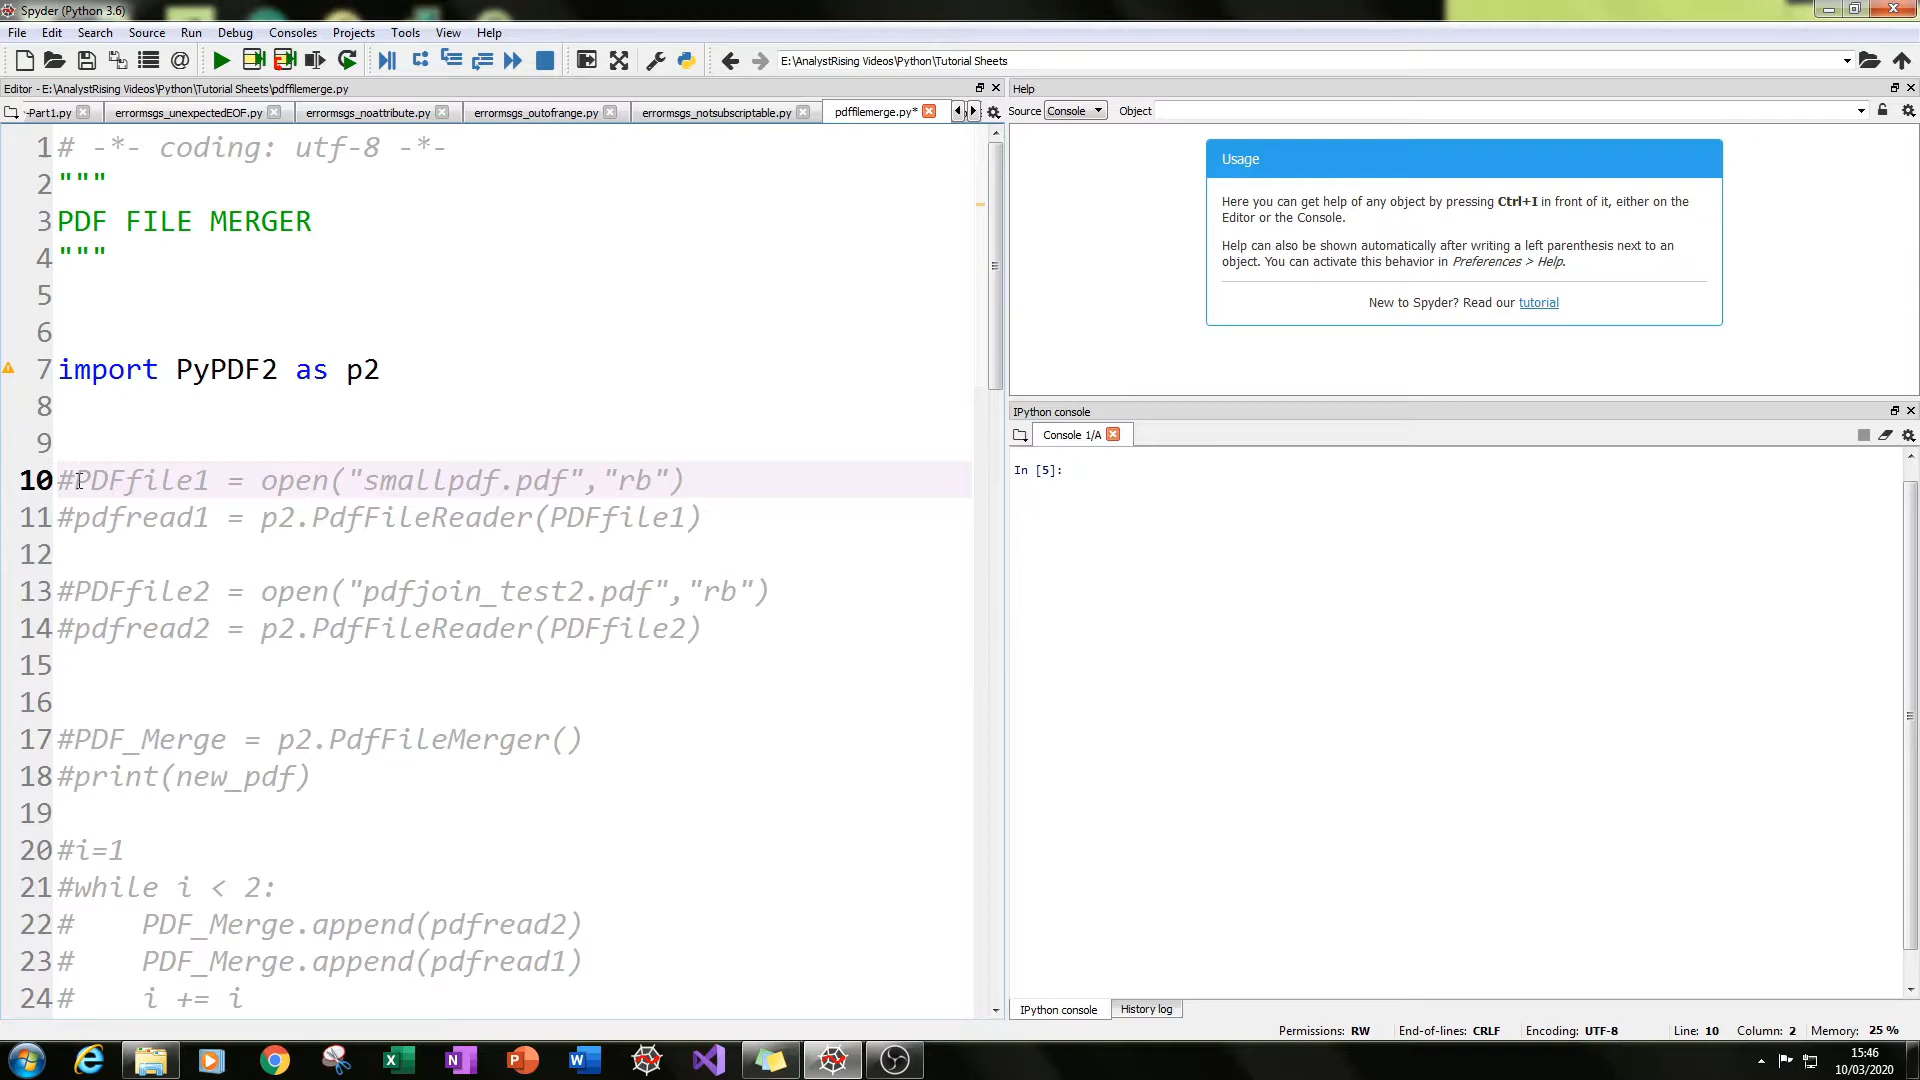 Spyder (Python 3.6)
File Edit Search Source Run Debug Consoles Projects Tools View Help
E:\AnalystRising Videos\Python\Tutorial Sheets
Editor - E:\AnalystRising Videos\Python\Tutorial Sheets\pdffilemerge.py
Help
-Part1.py errormsgs_unexpectedEOF.py errormsgs_noattribute.py errormsgs_outofrange.py errormsgs_notsubscriptable.py pdffilemerge.py*
Source Console Object
1 # -*- coding: utf-8 -*-
2 """
3 PDF FILE MERGER
4 """
5
6
7 import PyPDF2 as p2
8
9
10 #PDFfile1 = open("smallpdf.pdf","rb")
11 #pdfread1 = p2.PdfFileReader(PDFfile1)
12
13 #PDFfile2 = open("pdfjoin_test2.pdf","rb")
14 #pdfread2 = p2.PdfFileReader(PDFfile2)
15
16
17 #PDF_Merge = p2.PdfFileMerger()
18 #print(new_pdf)
19
20 #i=1
21 #while i < 2:
22 #    PDF_Merge.append(pdfread2)
23 #    PDF_Merge.append(pdfread1)
24 #    i += i
Usage
Here you can get help of any object by pressing Ctrl+I in front of it, either on the
Editor or the Console.
Help can also be shown automatically after writing a left parenthesis next to an
object. You can activate this behavior in Preferences > Help.
New to Spyder? Read our tutorial
IPython console
Console 1/A
In [5]:
IPython console History log
Permissions: RW End-of-lines: CRLF Encoding: UTF-8 Line: 10 Column: 2 Memory: 25 %
15:46
10/03/2020